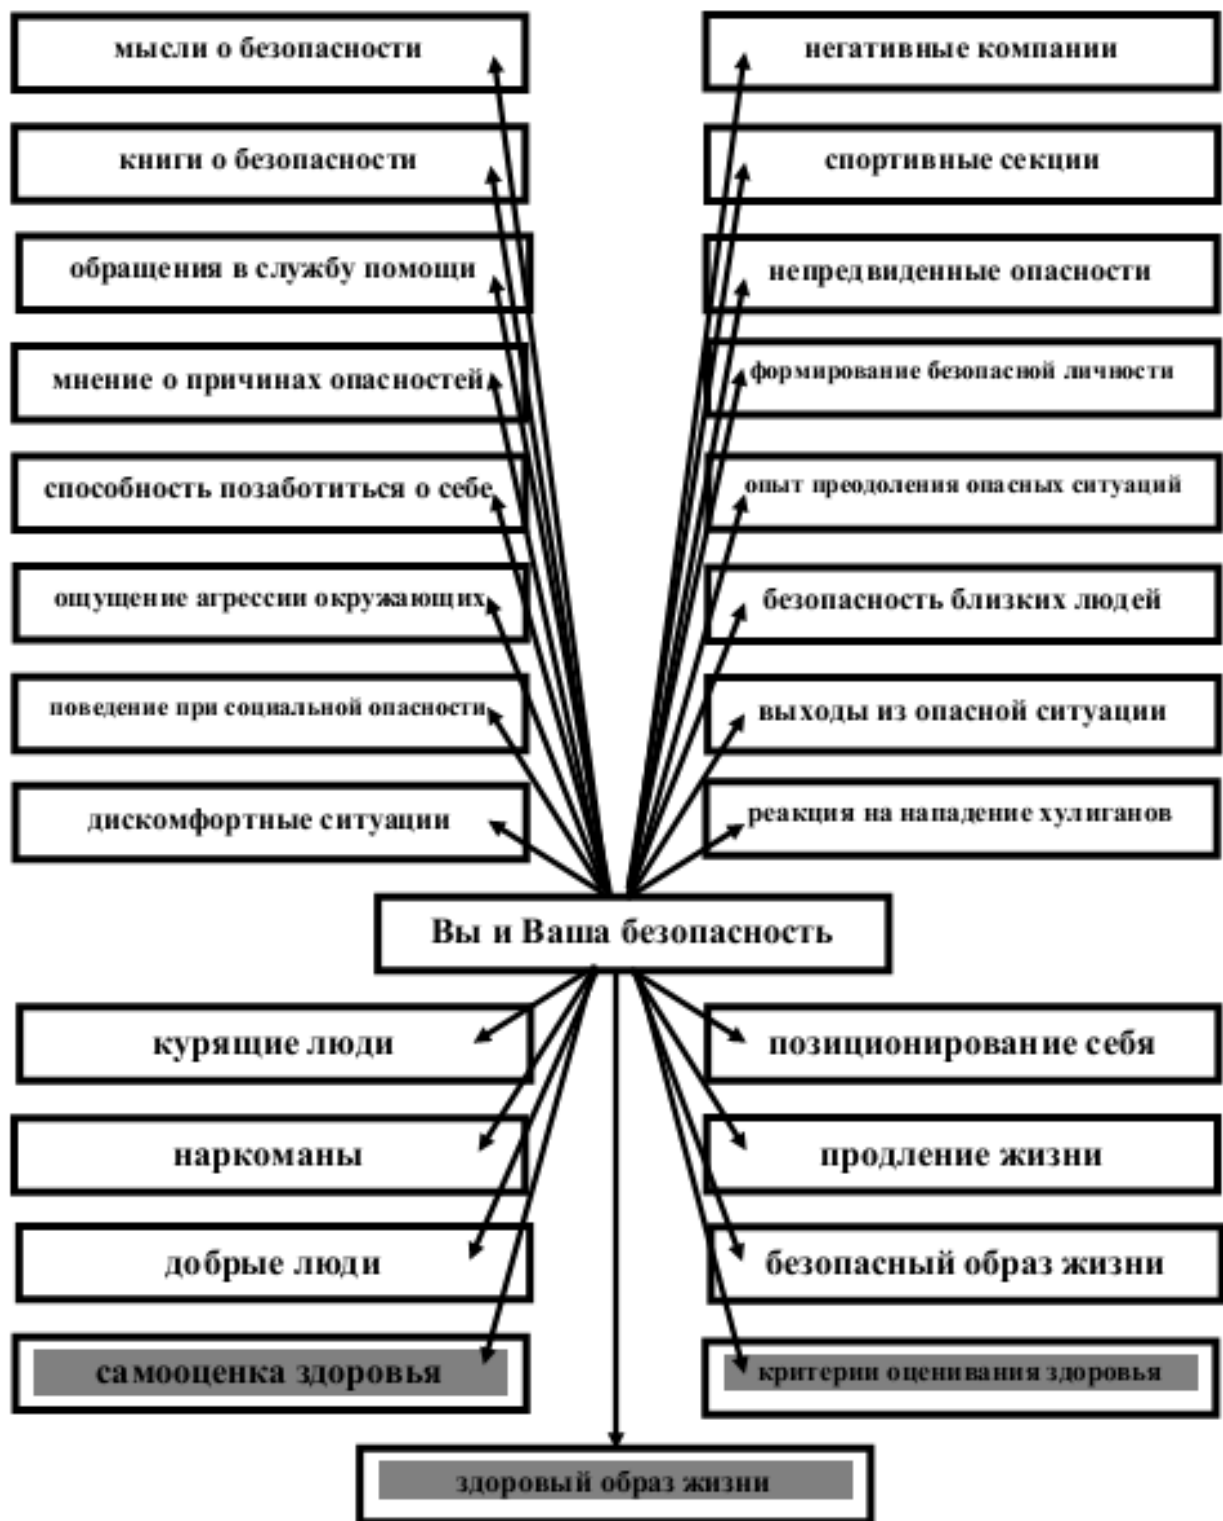 мысли о безопасности
негативные компании
книги о безопасности
спортивные секции
обращения в службу помощи
непредвиденные опасности
мнение о причинах опасностей
формирование безопасной личности
способность позаботиться о себе
опыт преодоления опасных ситуаций
ощущение агрессии окружающих
безопасность близких людей
поведение при социальной опасности
выходы из опасной ситуации
дискомфортные ситуации
реакция на нападение хулиганов
Вы и Ваша безопасность
курящие люди
позиционирование себя
наркоманы
продление жизни
добрые люди
безопасный образ жизни
самооценка здоровья
критерии оценивания здоровья
здоровый образ жизни